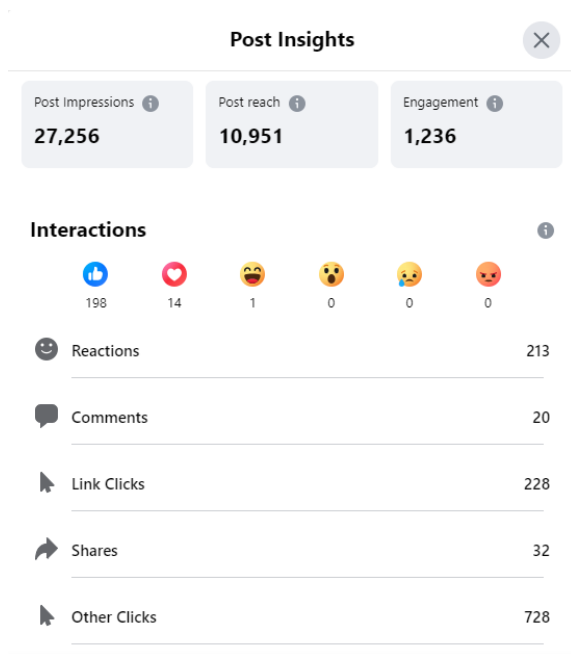 Post Insights
Post Impressions Post reach Engagement
27,256 10,951 1,236
Interactions
198 14 1 0 0 0
Reactions 213
Comments 20
Link Clicks 228
Shares 32
Other Clicks 728